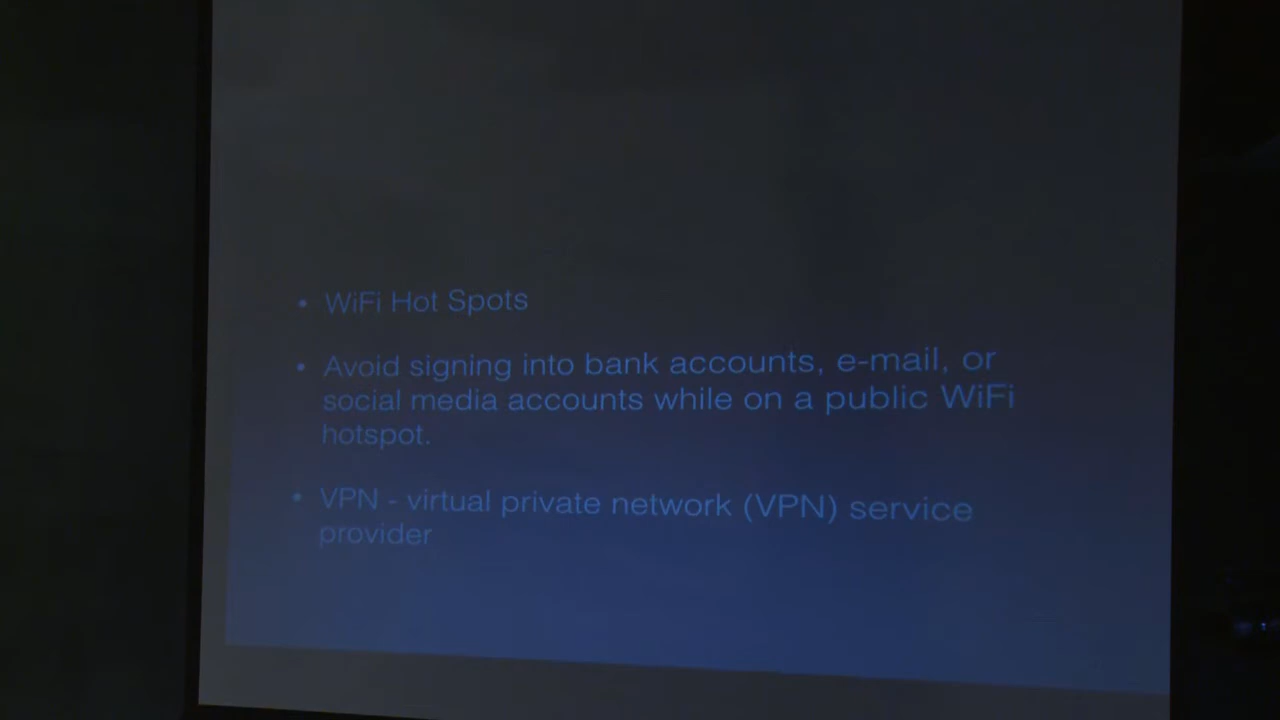 • WiFi Hot Spots
• Avoid signing into bank accounts, e-mail, or
social media accounts while on a public WiFi
hotspot.
• VPN - virtual private network (VPN) service
provider